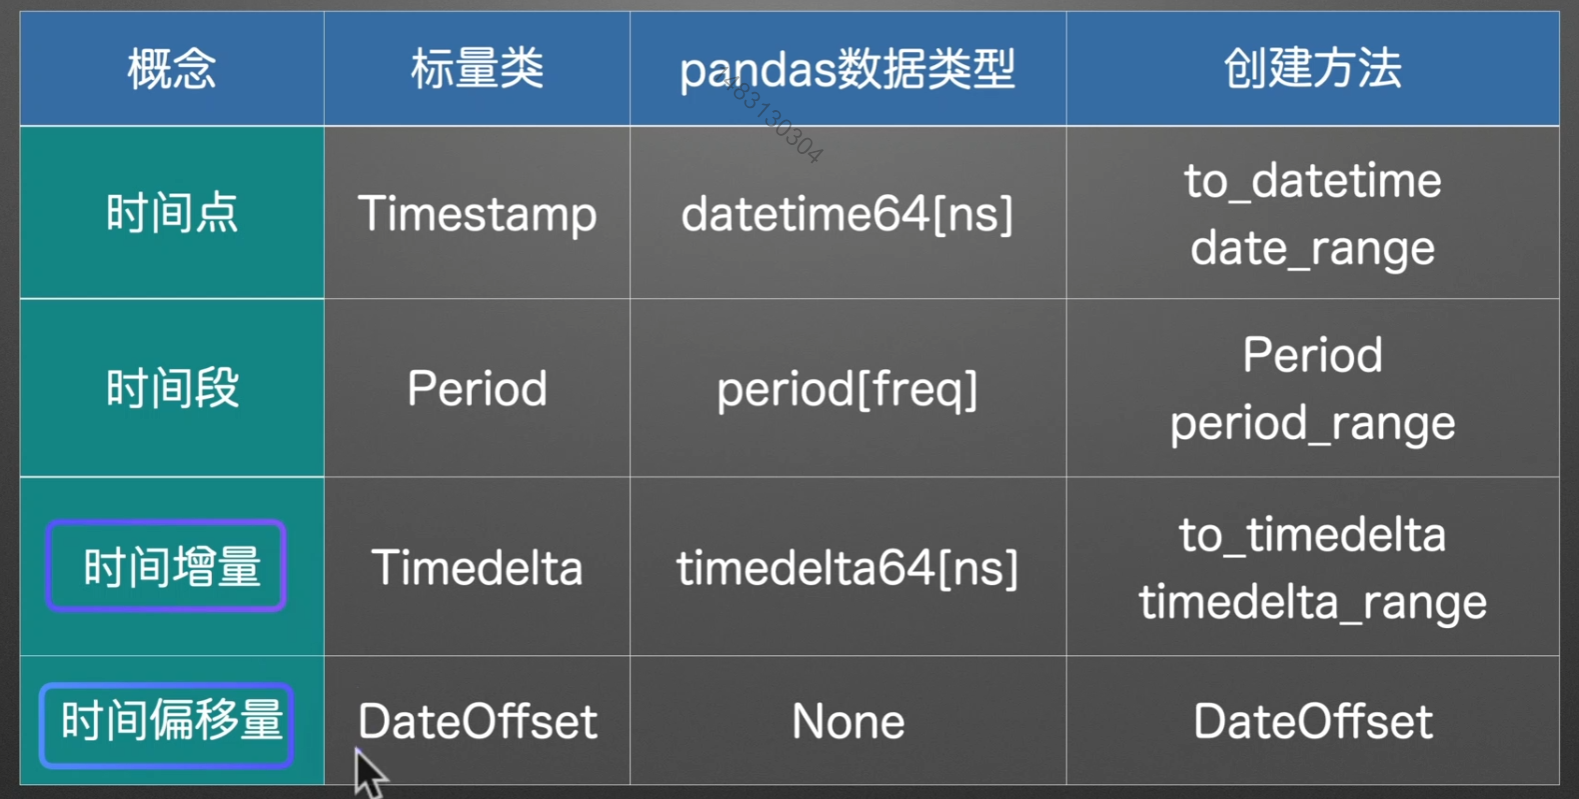 概念 标量类 pandas数据类型 创建方法
483130304
时间点 Timestamp datetime64[ns] to_datetime
date_range
时间段 Period period[freq] Period
period_range
时间增量 Timedelta timedelta64[ns] to_timedelta
timedelta_range
时间偏移量 DateOffset None DateOffset